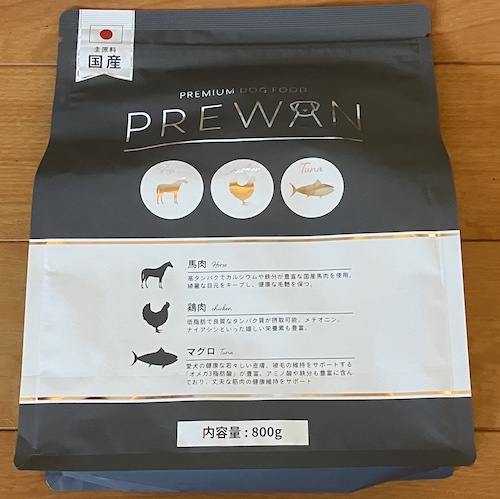 主原料
国産
PREMIUM DOG FOOD
PREWAN
Tuna
馬肉 Horse
高タンパクでカルシウムや鉄分が豊富な国産馬肉を使用。
綺麗な目元をキープし、健康な毛艶を保つ。
鶏肉 chicken
低脂肪で良質なタンパク質が摂取可能。メチオニン、
ナイアシンといった嬉しい栄養素も豊富。
マグロ Tuna
愛犬の健康な若々しい皮膚、被毛の維持をサポートする
「オメガ3脂肪酸」が豊富。アミノ酸や鉄分も豊富に含ん
でおり、丈夫な筋肉の健康維持をサポート
内容量：800g